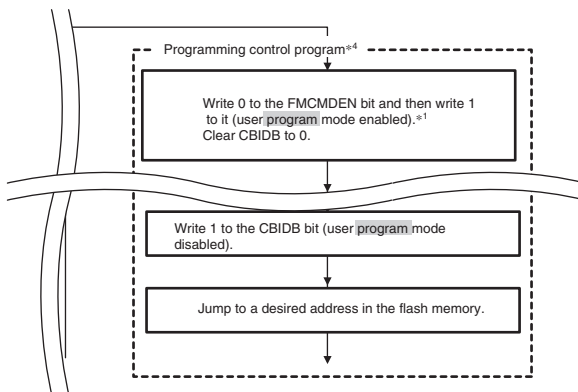 Programming control program*4
Write 0 to the FMCMDEN bit and then write 1
to it (user program mode enabled).*1
Clear CBIDB to 0.
Write 1 to the CBIDB bit (user program mode
disabled).
Jump to a desired address in the flash memory.